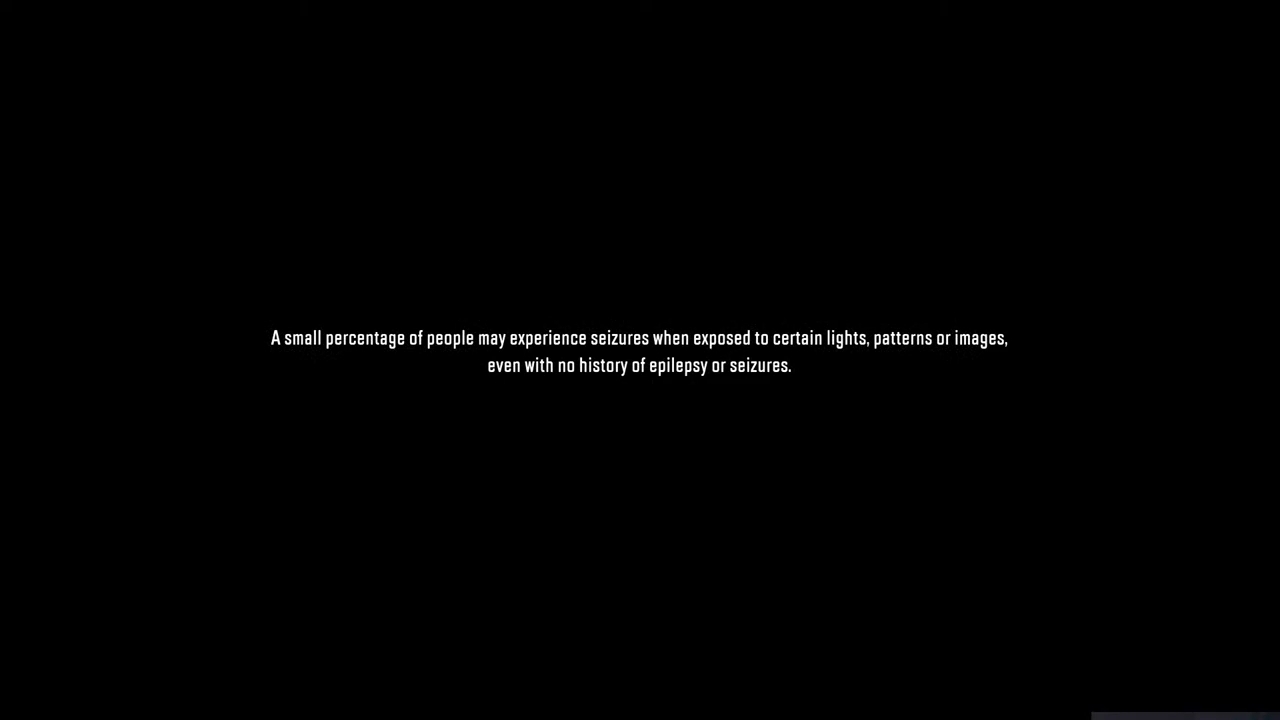 A small percentage of people may experience seizures when exposed to certain lights, patterns or images,
even with no history of epilepsy or seizures.